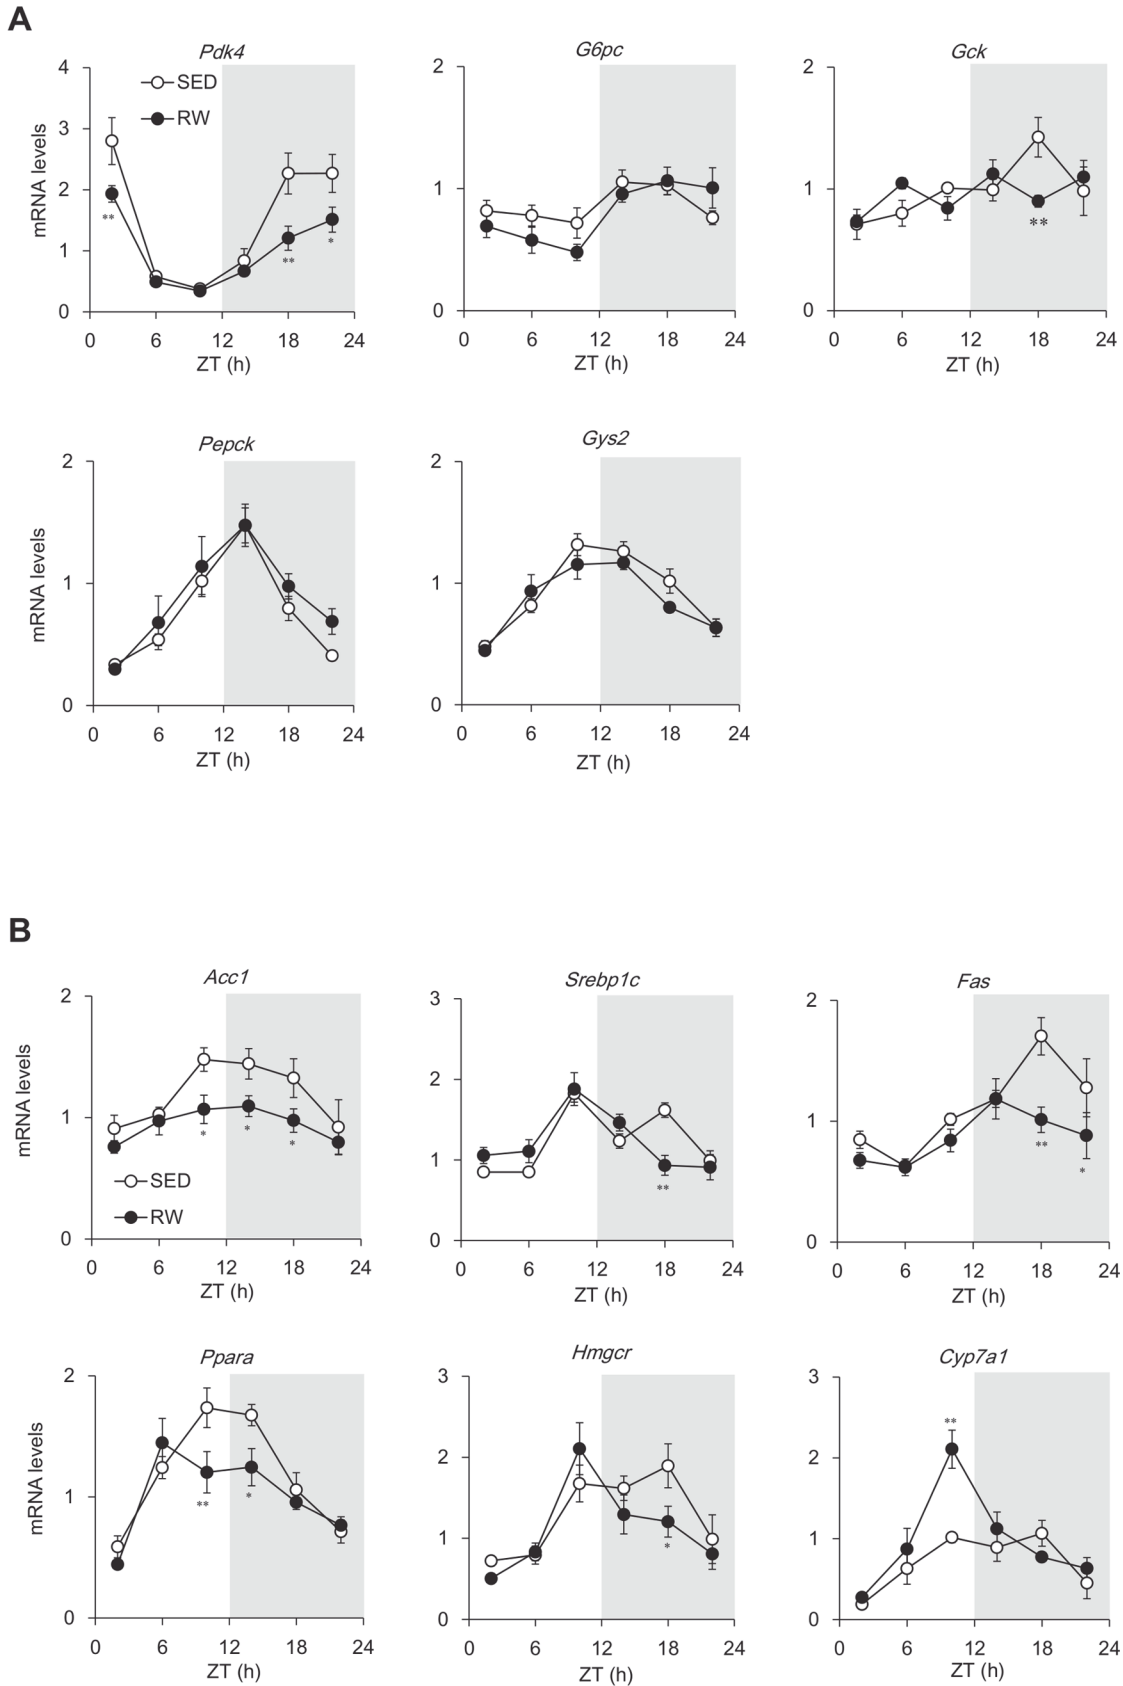 A
Pdk4
G6pc
Gck
4
3
2
1
0
mRNA levels
SED
RW
**
**
*
0 6 12 18 24
ZT (h)
2
1
0
0 6 12 18 24
ZT (h)
2
1
0
**
0 6 12 18 24
ZT (h)
Pepck
Gys2
2
1
0
mRNA levels
0 6 12 18 24
ZT (h)
2
1
0
0 6 12 18 24
ZT (h)
B
Acc1
Srebp1c
Fas
2
1
0
mRNA levels
* * *
SED
RW
0 6 12 18 24
ZT (h)
3
2
1
0
**
0 6 12 18 24
ZT (h)
2
1
0
**
*
0 6 12 18 24
ZT (h)
Ppara
Hmgcr
Cyp7a1
2
1
0
mRNA levels
**
*
0 6 12 18 24
ZT (h)
3
2
1
0
*
0 6 12 18 24
ZT (h)
3
2
1
0
**
0 6 12 18 24
ZT (h)